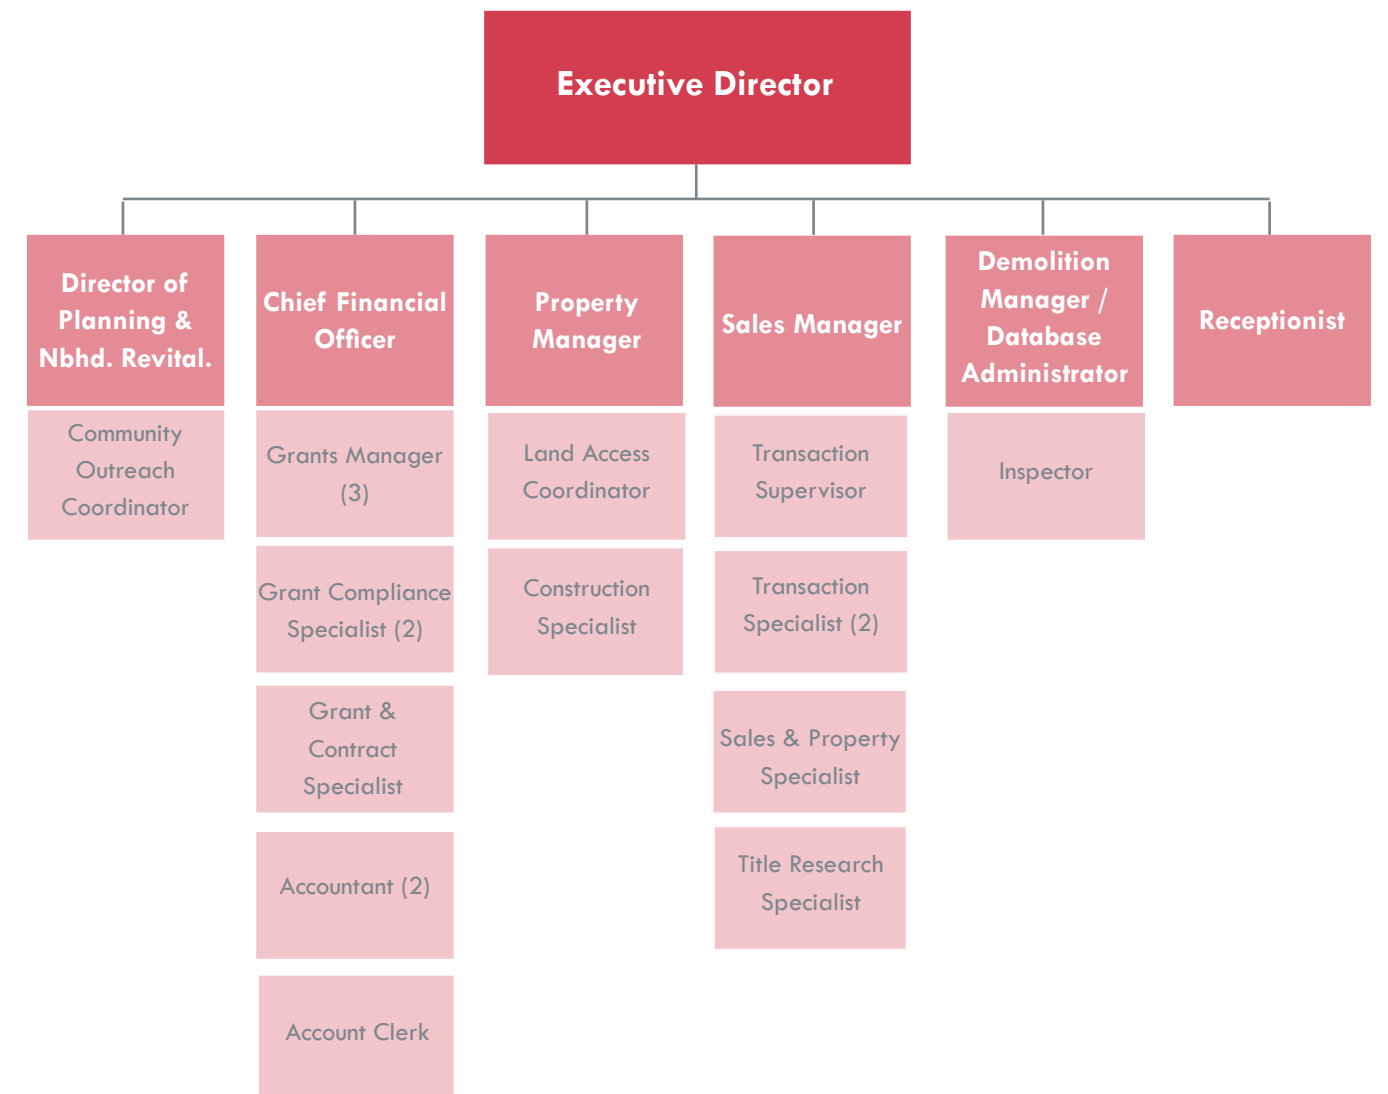 Executive Director
Director of
Planning &
Nbhd. Revital.
Community
Outreach
Coordinator
Chief Financial
Officer
Grants Manager
(3)
Grant Compliance
Specialist (2)
Grant &
Contract
Specialist
Accountant (2)
Account Clerk
Property
Manager
Land Access
Coordinator
Construction
Specialist
Sales Manager
Transaction
Supervisor
Transaction
Specialist (2)
Sales & Property
Specialist
Title Research
Specialist
Demolition
Manager /
Database
Administrator
Inspector
Receptionist